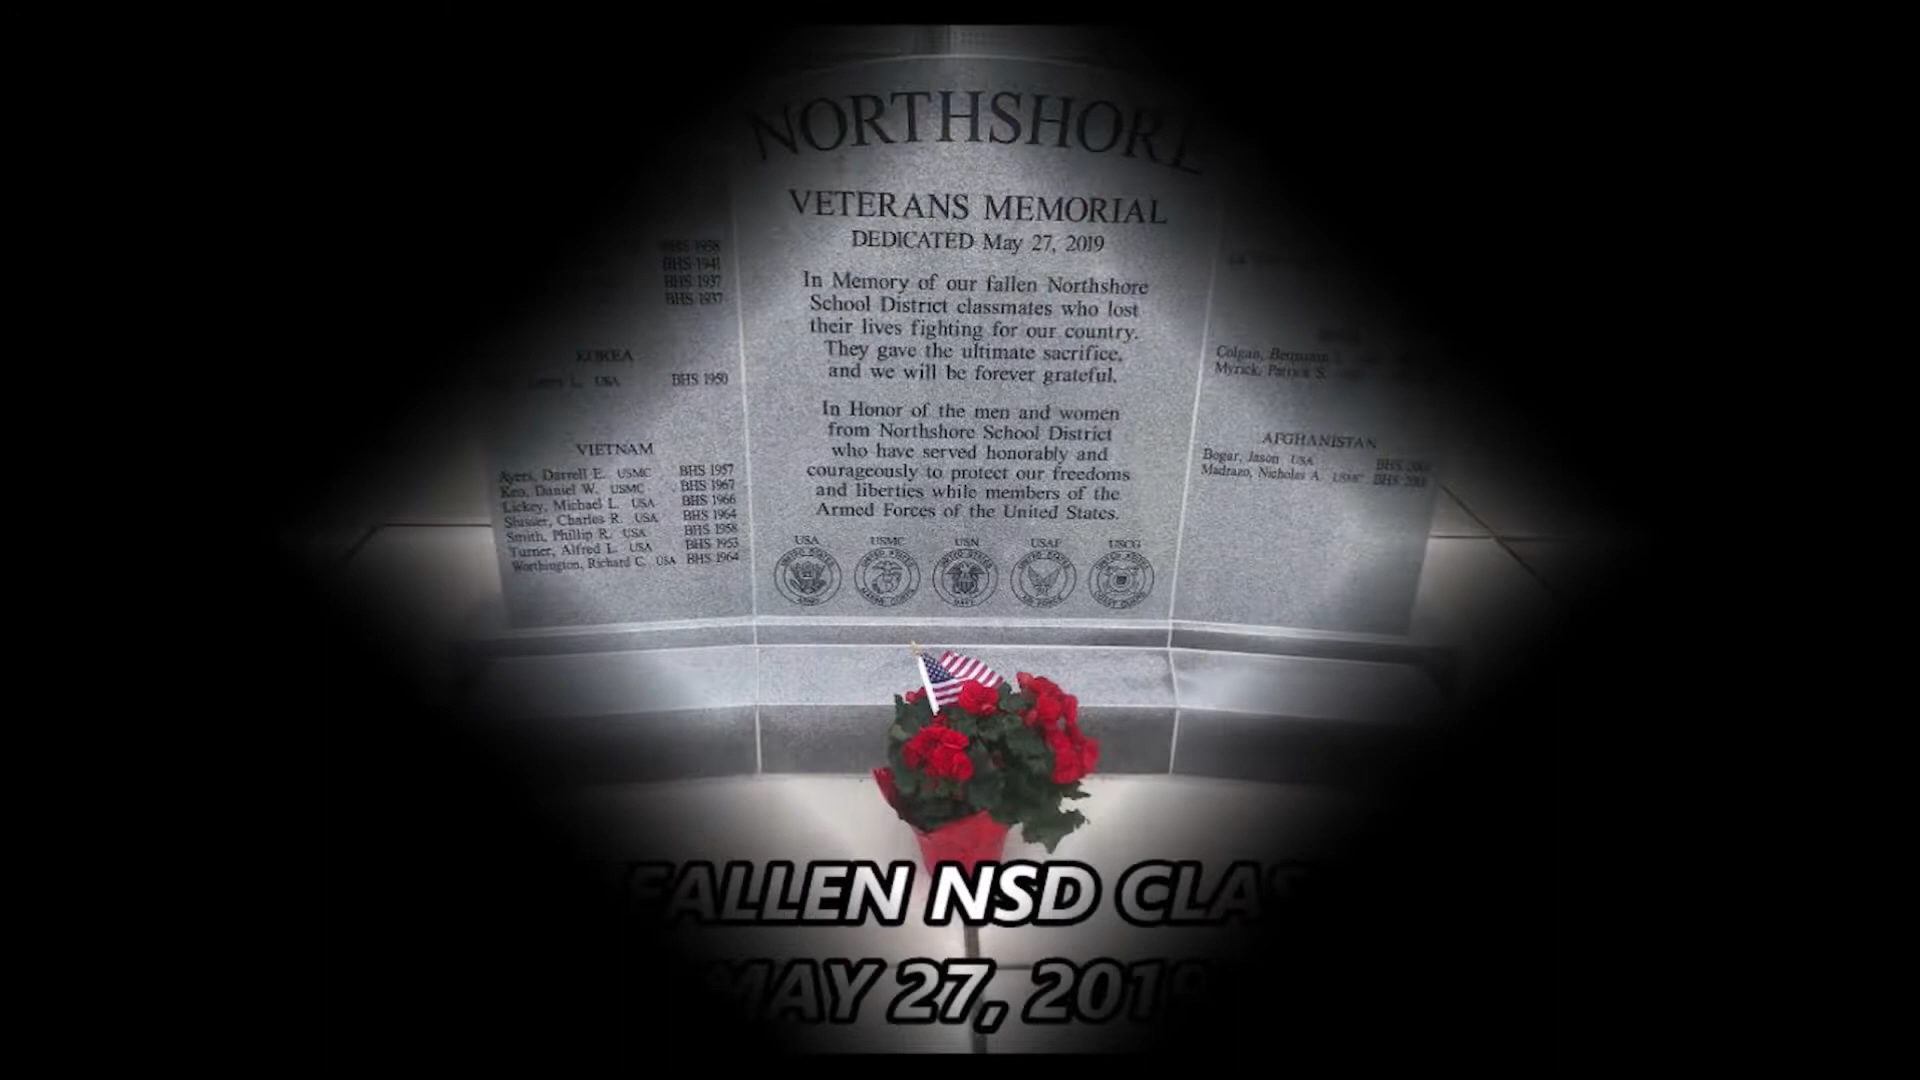 NORTHSHORE
VETERANS MEMORIAL
DEDICATED May 27, 2019
In Memory of our fallen Northshore
School District classmates who lost
their lives fighting for our country.
They gave the ultimate sacrifice,
and we will be forever grateful.
In Honor of the men and women
from Northshore School District
who have served honorably and
courageously to protect our freedoms
and liberties while members of the
Armed Forces of the United States.
USA USMC USN USAF USCG
BHS 1938
BHS 1941
BHS 1937
BHS 1937
KOREA
L. USA BHS 1950
VIETNAM
Ayers, Darrell E. USMC BHS 1957
Keo, Daniel W. USMC BHS 1967
Lickey, Michael L. USA BHS 1966
Slusser, Charles R. USA BHS 1964
Smith, Phillip R. USA BHS 1958
Turner, Alfred L. USA BHS 1953
Worthington, Richard C. USA BHS 1964
Colgan, Benjamin
Myrick, Patrick S.
AFGHANISTAN
Bogar, Jason USA BHS
Madrazo, Nicholas A. USMC BHS
FALLEN NSD CLAS
MAY 27, 2019